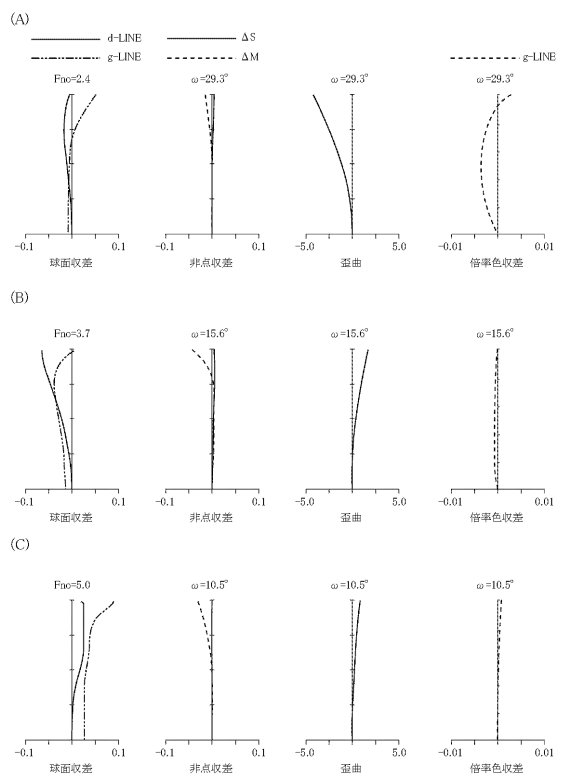 (A)
d-LINE ΔS
g-LINE ΔM g-LINE
Fno=2.4 ω=29.3° ω=29.3° ω=29.3°
-0.1 0.1 -0.1 0.1 -5.0 5.0 -0.01 0.01
球面収差 非点収差 歪曲 倍率色収差
(B)
Fno=3.7 ω=15.6° ω=15.6° ω=15.6°
-0.1 0.1 -0.1 0.1 -5.0 5.0 -0.01 0.01
球面収差 非点収差 歪曲 倍率色収差
(C)
Fno=5.0 ω=10.5° ω=10.5° ω=10.5°
-0.1 0.1 -0.1 0.1 -5.0 5.0 -0.01 0.01
球面収差 非点収差 歪曲 倍率色収差